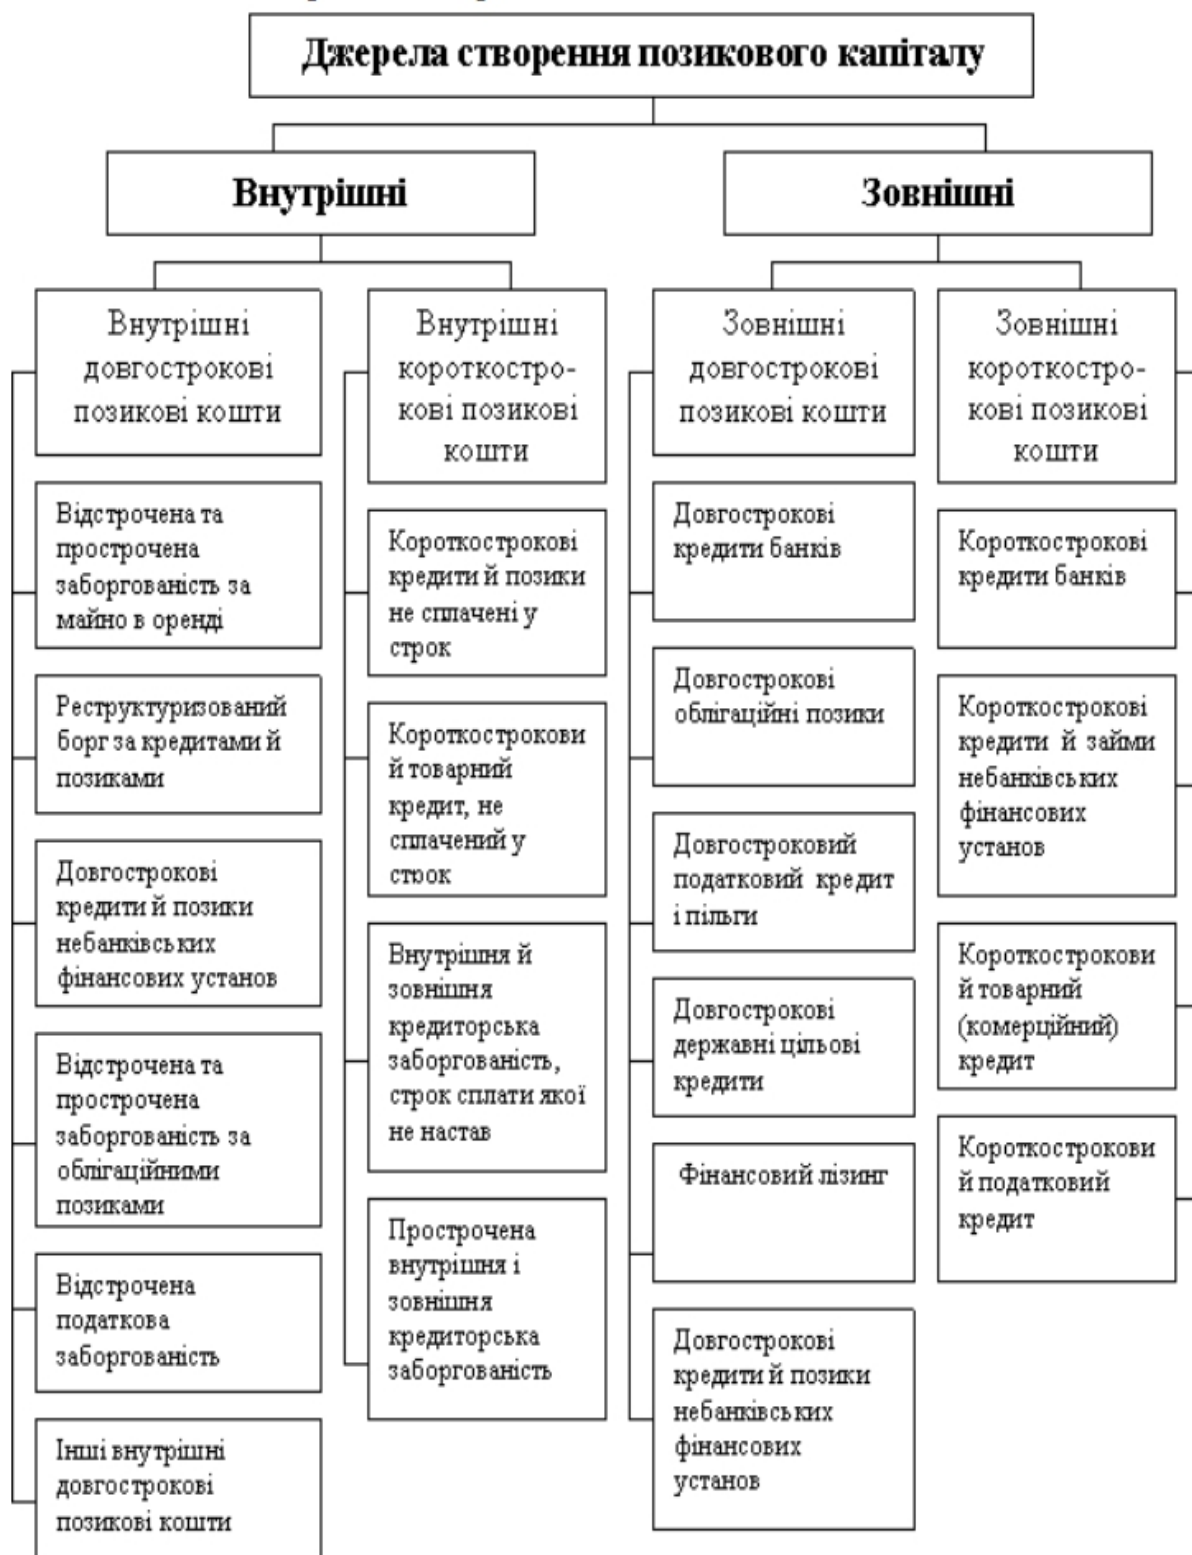 Джерела створення позикового капіталу
Внутрішні
Зовнішні
Внутрішні
довгострокові
позикові кошти
Відстрочена та
прострочена
заборгованість за
майно в оренді
Реструктуризований
борг за кредитами й
позиками
Довгострокові
кредити й позики
небанківських
фінансових установ
Відстрочена та
прострочена
заборгованість за
облігаційними
позиками
Відстрочена
податкова
заборгованість
Інші внутрішні
довгострокові
позикові кошти
Внутрішні
короткостро-
кові позикові
кошти
Короткострокові
кредити й позики
не сплачені у
строк
Короткострокови
й товарний
кредит, не
сплачений у
строк
Внутрішня й
зовнішня
кредиторська
заборгованість,
строк сплати якої
не настав
Прострочена
внутрішня і
зовнішня
кредиторська
заборгованість
Зовнішні
довгострокові
позикові кошти
Довгострокові
кредити банків
Довгострокові
облігаційні позики
Довгостроковий
податковий кредит
і пільги
Довгострокові
державні цільові
кредити
Фінансовий лізинг
Довгострокові
кредити й позики
небанківських
фінансових
установ
Зовнішні
короткостро-
кові позикові
кошти
Короткострокові
кредити банків
Короткострокові
кредити й займи
небанківських
фінансових
установ
Короткострокови
й товарний
(комерційний)
кредит
Короткострокови
й податковий
кредит